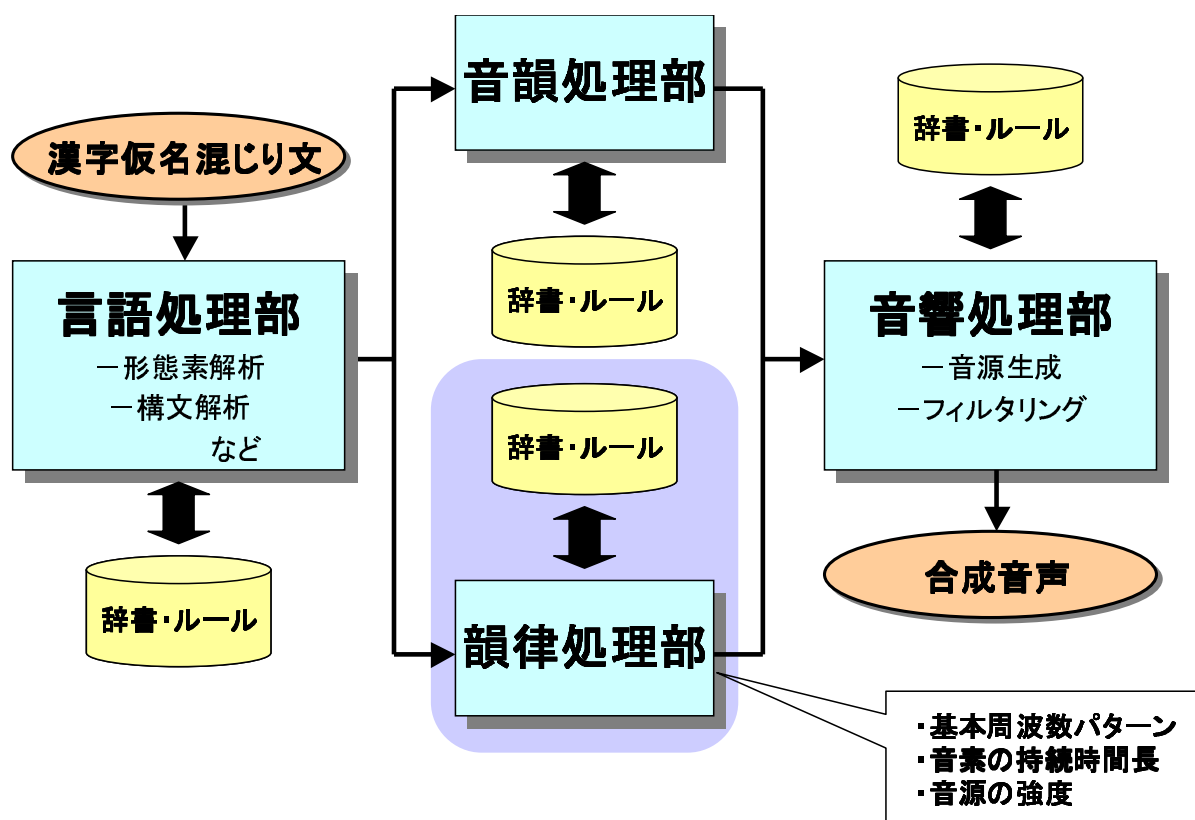 漢字仮名混じり文
言語処理部
－形態素解析
－構文解析
など
辞書・ルール
音韻処理部
辞書・ルール
辞書・ルール
韻律処理部
・基本周波数パターン
・音素の持続時間長
・音源の強度
辞書・ルール
音響処理部
－音源生成
－フィルタリング
合成音声